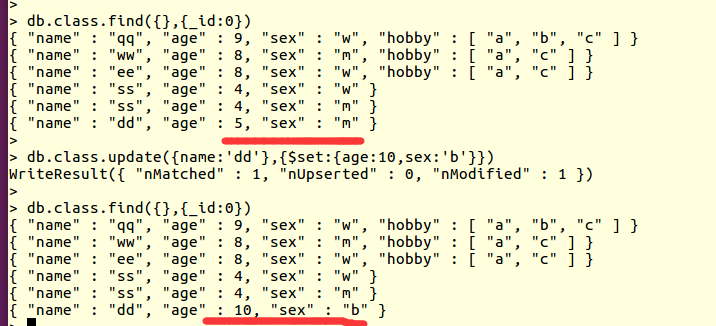 >
> db.class.find({},{_id:0})
{ "name" : "qq", "age" : 9, "sex" : "w", "hobby" : [ "a", "b", "c" ] }
{ "name" : "ww", "age" : 8, "sex" : "m", "hobby" : [ "a", "c" ] }
{ "name" : "ee", "age" : 8, "sex" : "w", "hobby" : [ "a", "c" ] }
{ "name" : "ss", "age" : 4, "sex" : "w" }
{ "name" : "ss", "age" : 4, "sex" : "m" }
{ "name" : "dd", "age" : 5, "sex" : "m" }
>
> db.class.update({name:'dd'},{$set:{age:10,sex:'b'}})
WriteResult({ "nMatched" : 1, "nUpserted" : 0, "nModified" : 1 })
>
> db.class.find({},{_id:0})
{ "name" : "qq", "age" : 9, "sex" : "w", "hobby" : [ "a", "b", "c" ] }
{ "name" : "ww", "age" : 8, "sex" : "m", "hobby" : [ "a", "c" ] }
{ "name" : "ee", "age" : 8, "sex" : "w", "hobby" : [ "a", "c" ] }
{ "name" : "ss", "age" : 4, "sex" : "w" }
{ "name" : "ss", "age" : 4, "sex" : "m" }
{ "name" : "dd", "age" : 10, "sex" : "b" }
>